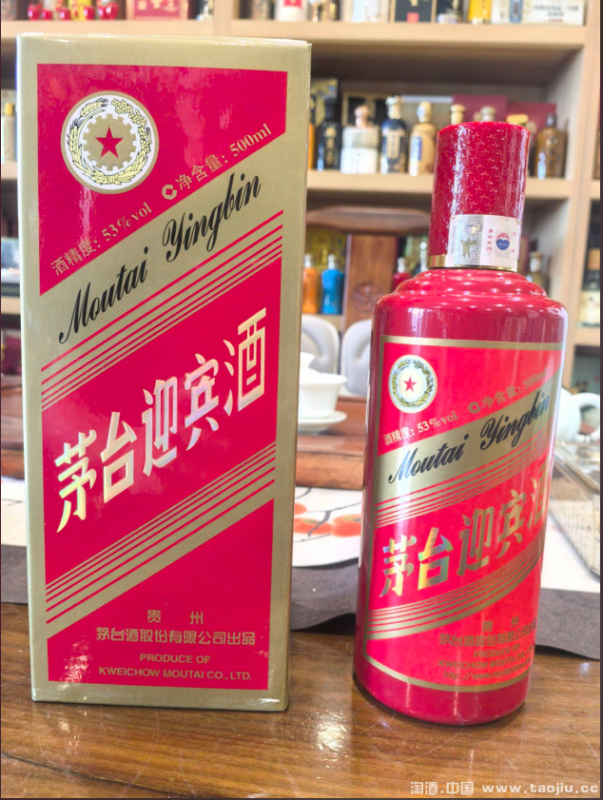 酒精度：53%vol 净含量：500ml
Moutai Yingbin
茅台迎宾酒
贵州
茅台酒股份有限公司出品
PRODUCE OF
KWEICHOW MOUTAI CO., LTD.
酒精度：53%vol 净含量：500ml
Moutai Yingbin
茅台迎宾酒
贵州
淘酒.中国 www.taojiu.cc